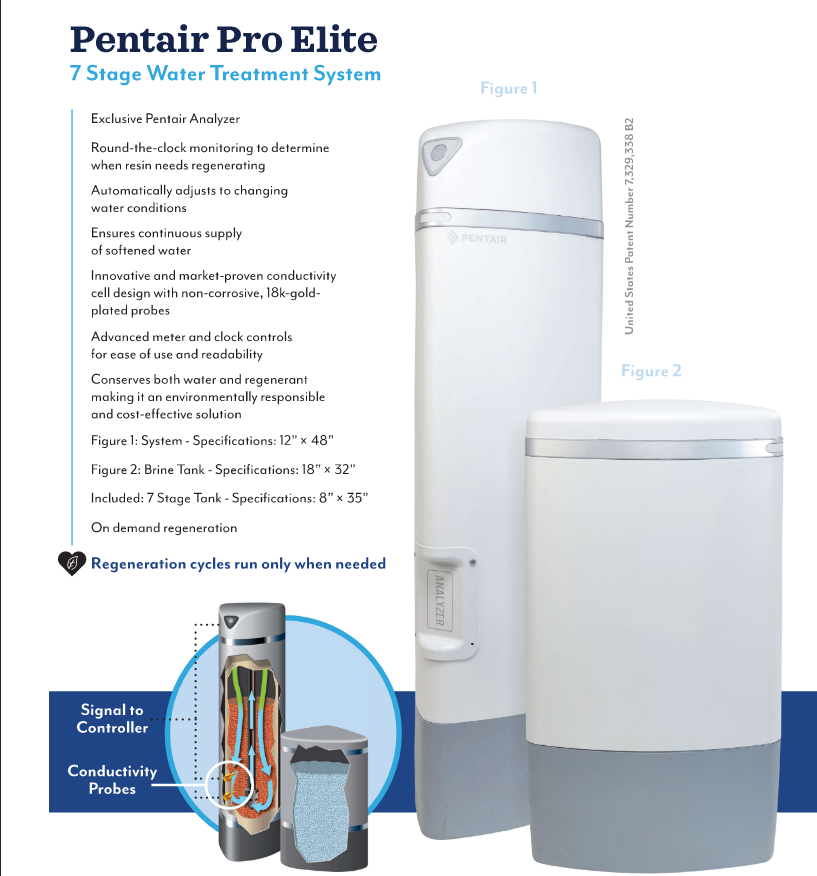 Pentair Pro Elite
7 Stage Water Treatment System
Exclusive Pentair Analyzer
Round-the-clock monitoring to determine
when resin needs regenerating
Automatically adjusts to changing
water conditions
Ensures continuous supply
of softened water
Innovative and market-proven conductivity
cell design with non-corrosive, 18k-gold-
plated probes
Advanced meter and clock controls
for ease of use and readability
Conserves both water and regenerant
making it an environmentally responsible
and cost-effective solution
Figure 1: System - Specifications: 12” × 48”
Figure 2: Brine Tank - Specifications: 18” × 32”
Included: 7 Stage Tank - Specifications: 8” × 35”
On demand regeneration
Regeneration cycles run only when needed
Signal to
Controller
Conductivity
Probes
Figure 1
PENTAIR
United States Patent Number 7,329,338 B2
Figure 2
ANALYZER